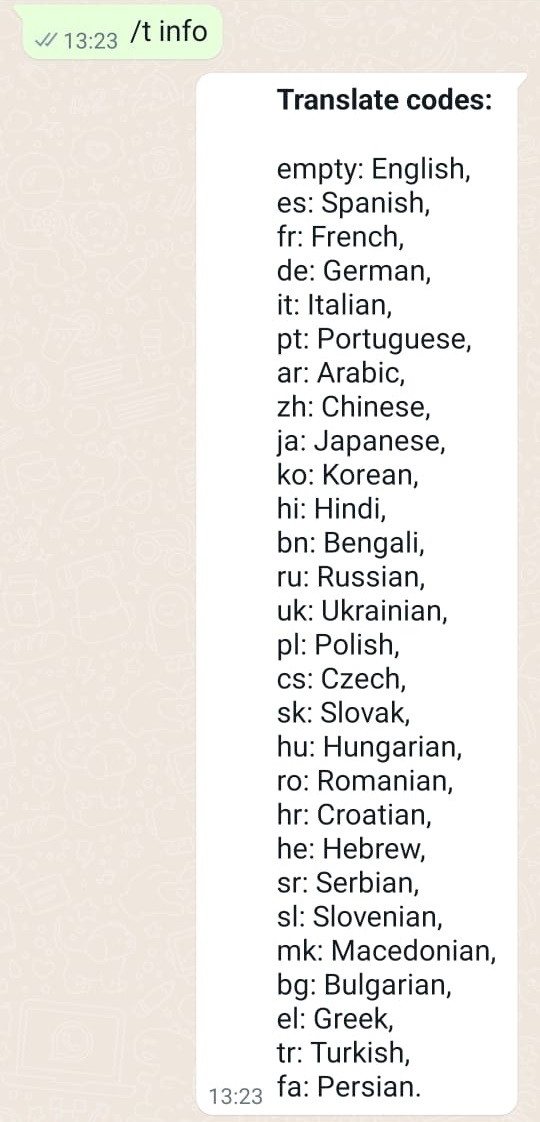 /t info
13:23
Translate codes:
empty: English,
es: Spanish,
fr: French,
de: German,
it: Italian,
pt: Portuguese,
ar: Arabic,
zh: Chinese,
ja: Japanese,
ko: Korean,
hi: Hindi,
bn: Bengali,
ru: Russian,
uk: Ukrainian,
pl: Polish,
cs: Czech,
sk: Slovak,
hu: Hungarian,
ro: Romanian,
hr: Croatian,
he: Hebrew,
sr: Serbian,
sl: Slovenian,
mk: Macedonian,
bg: Bulgarian,
el: Greek,
tr: Turkish,
fa: Persian.
13:23